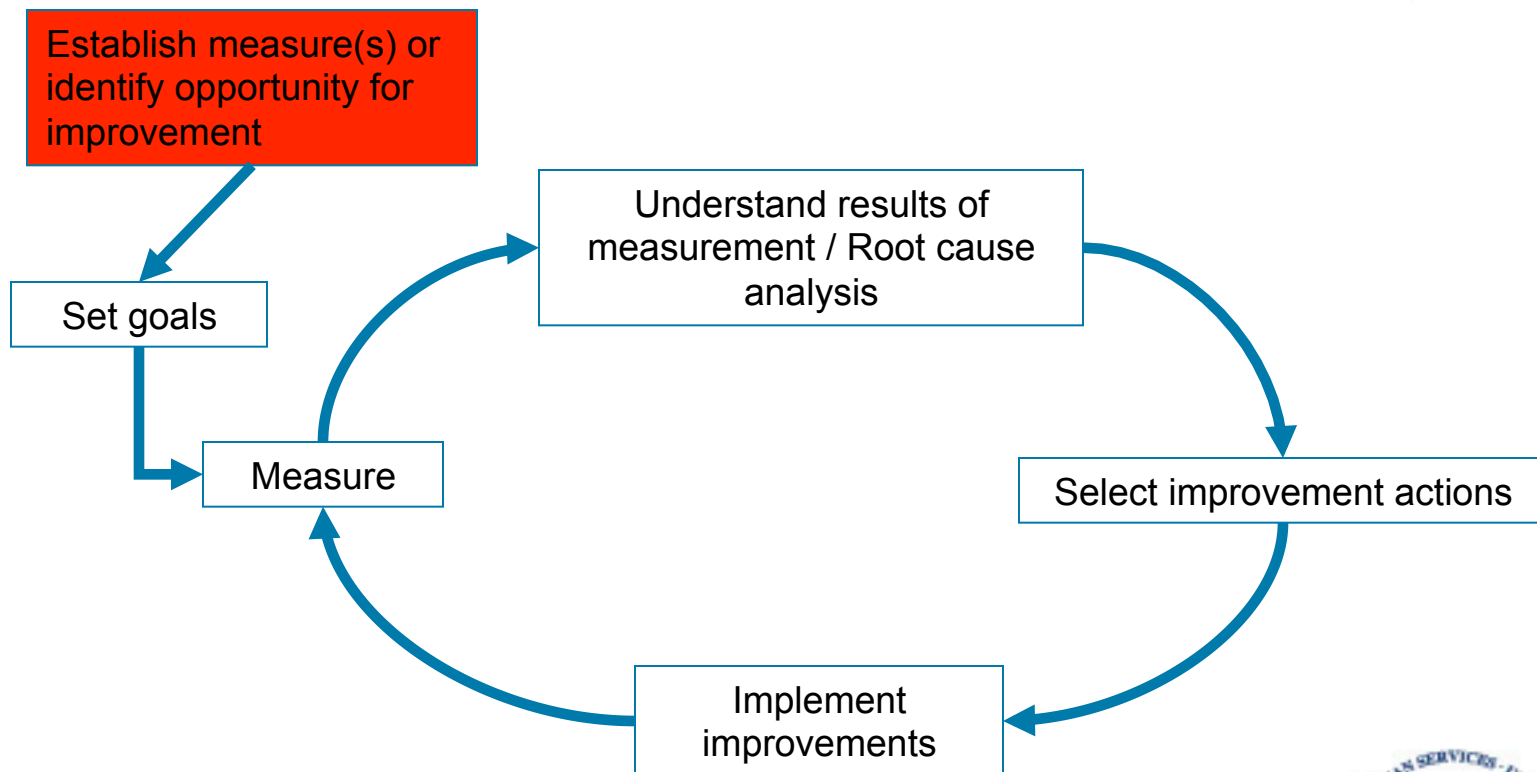 Establish measure(s) or
identify opportunity for
improvement
Understand results of
measurement / Root cause
analysis
Set goals
Measure
Select improvement actions
Implement
improvements
SERVICES